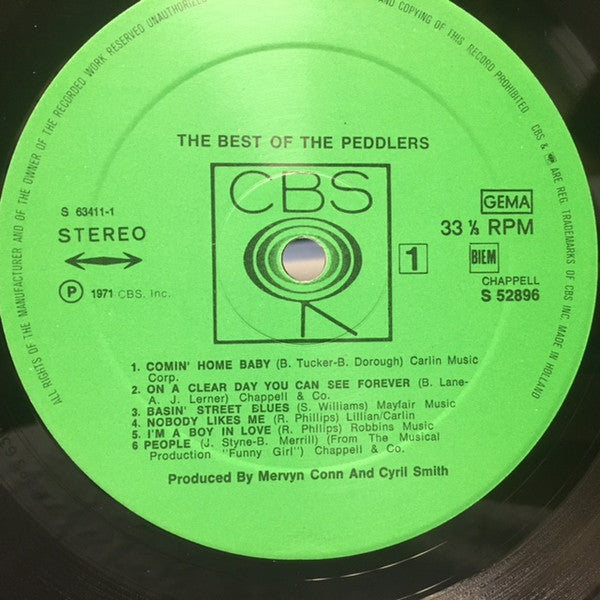 ALL RIGHTS OF THE MANUFACTURER AND OF THE OWNER OF THE RECORDED WORK RESERVED UNAUTHORIZED
AND COPYING OF THIS RECORD PROHIBITED
CBS & ARE REG. TRADEMARKS OF CBS INC. MADE IN HOLLAND
THE BEST OF THE PEDDLERS
CBS
S 63411-1
STEREO
Ⓟ 1971 CBS. Inc.
GEMA
33 ⅓ RPM
1
BIEM
CHAPPELL
S 52896
1. COMIN' HOME BABY (B. Tucker-B. Dorough) Carlin Music
Corp.
2. ON A CLEAR DAY YOU CAN SEE FOREVER (B. Lane-
A. J. Lerner) Chappell & Co.
3. BASIN' STREET BLUES (S. Williams) Mayfair Music
4. NOBODY LIKES ME (R. Phillips) Lillian/Carlin
5. I'M A BOY IN LOVE (R. Phillips) Robbins Music
6 PEOPLE (J. Styne-B. Merrill) (From The Musical
Production "Funny Girl") Chappell & Co.
Produced By Mervyn Conn And Cyril Smith